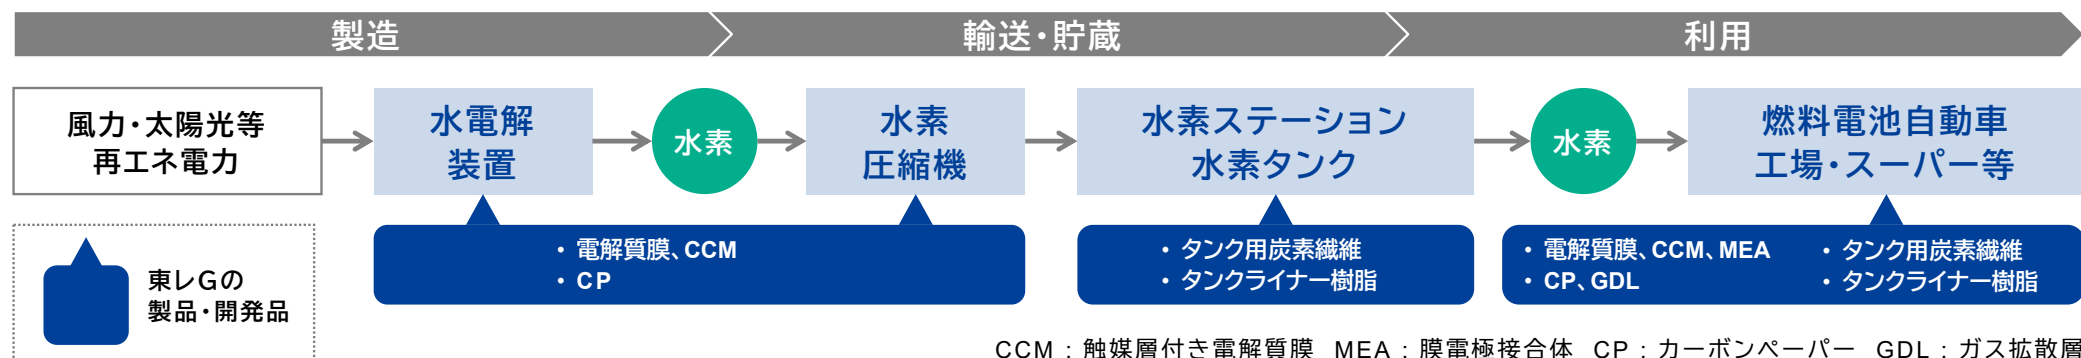 製造
輸送・貯蔵
利用
風力・太陽光等
再エネ電力
水電解
装置
水素
水素
圧縮機
水素ステーション
水素タンク
水素
燃料電池自動車
工場・スーパー等
・ 電解質膜、CCM
・ CP
・ タンク用炭素繊維
・ タンクライナー樹脂
・ 電解質膜、CCM、MEA
・ CP、GDL
・ タンク用炭素繊維
・ タンクライナー樹脂
東レGの
製品・開発品
CCM：触媒層付き電解質膜 MEA：膜電極接合体 CP：カーボンペーパー GDL：ガス拡散層